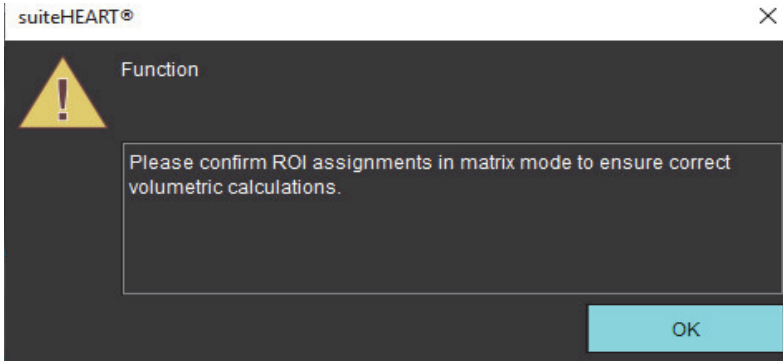 suiteHEART®
Function
Please confirm ROI assignments in matrix mode to ensure correct
volumetric calculations.
OK